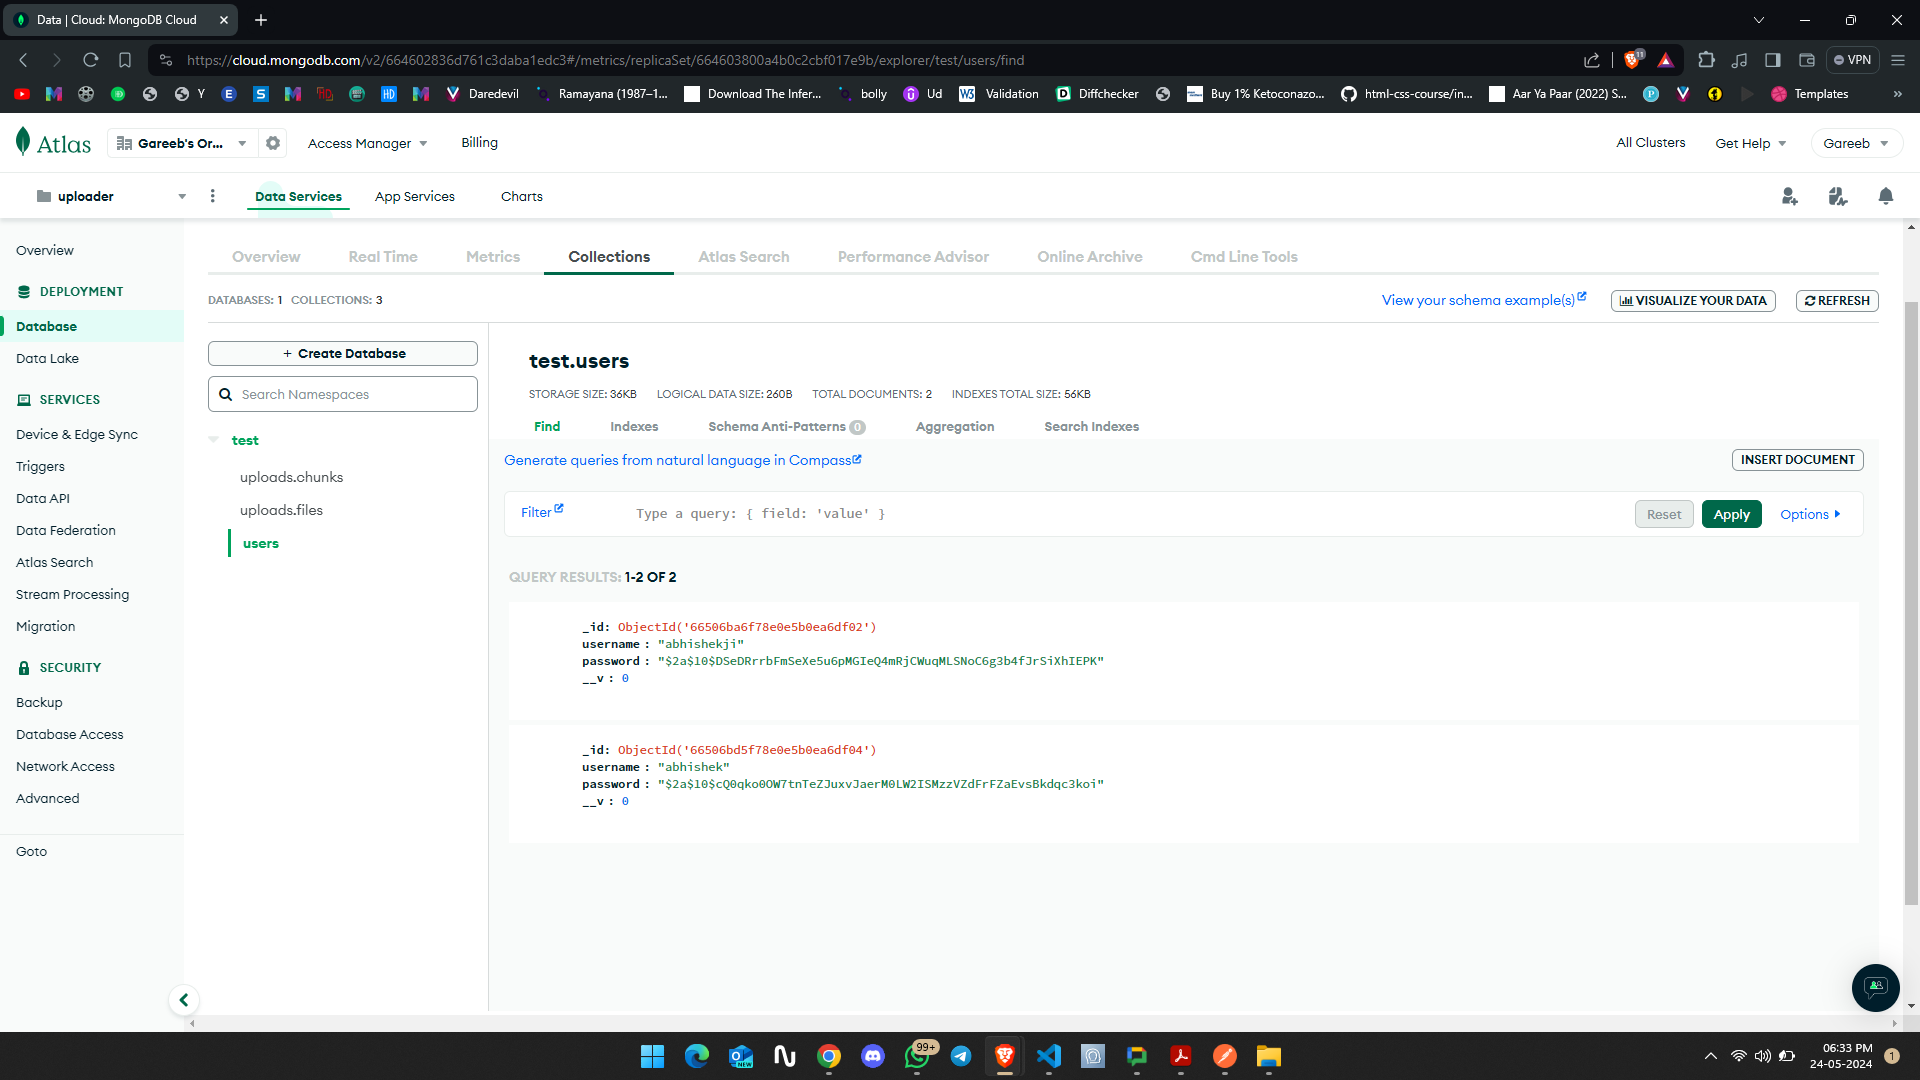 Data | Cloud: MongoDB Cloud
https://cloud.mongodb.com/v2/664602836d761c3daba1edc3#/metrics/replicaSet/664603800a4b0c2cbf017e9b/explorer/test/users/find
11
VPN
Y
Daredevil
Ramayana (1987–1...
Download The Infer...
bolly
Ud
Validation
Diffchecker
Buy 1% Ketoconazo...
html-css-course/in...
Aar Ya Paar (2022) S...
Templates
Atlas
Gareeb's Or...
Access Manager
Billing
All Clusters
Get Help
Gareeb
uploader
Data Services
App Services
Charts
Overview
DEPLOYMENT
Database
Data Lake
SERVICES
Device & Edge Sync
Triggers
Data API
Data Federation
Atlas Search
Stream Processing
Migration
SECURITY
Backup
Database Access
Network Access
Advanced
Goto
Overview
Real Time
Metrics
Collections
Atlas Search
Performance Advisor
Online Archive
Cmd Line Tools
DATABASES: 1 COLLECTIONS: 3
View your schema example(s)
VISUALIZE YOUR DATA
REFRESH
+ Create Database
Search Namespaces
test
uploads.chunks
uploads.files
users
test.users
STORAGE SIZE: 36KB LOGICAL DATA SIZE: 260B TOTAL DOCUMENTS: 2 INDEXES TOTAL SIZE: 56KB
Find
Indexes
Schema Anti-Patterns 0
Aggregation
Search Indexes
Generate queries from natural language in Compass
INSERT DOCUMENT
Filter
Type a query: { field: 'value' }
Reset
Apply
Options
QUERY RESULTS: 1-2 OF 2
_id: ObjectId('66506ba6f78e0e5b0ea6df02')
username : "abhishekji"
password : "$2a$10$DSeDRrrbFmSeXe5u6pMGIeQ4mRjCWuqMLSNoC6g3b4fJrSiXhIEPK"
__v : 0
_id: ObjectId('66506bd5f78e0e5b0ea6df04')
username : "abhishek"
password : "$2a$10$cQ0qko0OW7tnTeZJuxvJaerM0LW2ISMzzVZdFrFZaEvsBkdqc3koi"
__v : 0
99+
06:33 PM
24-05-2024
1